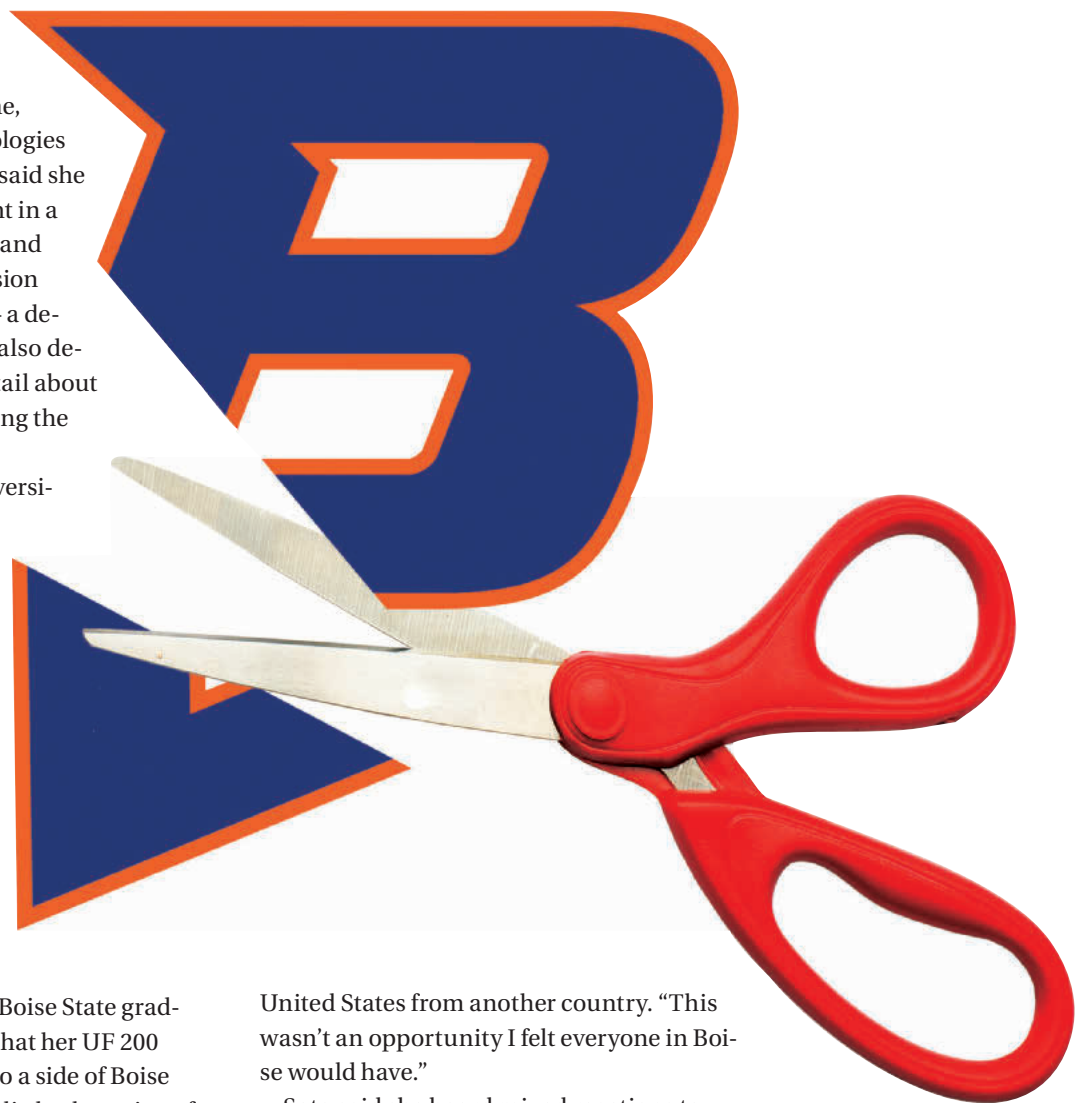 B
ne,
ologies
said she
nt in a
and
sion
- a de-
also de-
tail about
ng the
versi-
Boise State grad-
hat her UF 200
o a side of Boise
United States from another country. “This
wasn’t an opportunity I felt everyone in Boi-
se would have.”